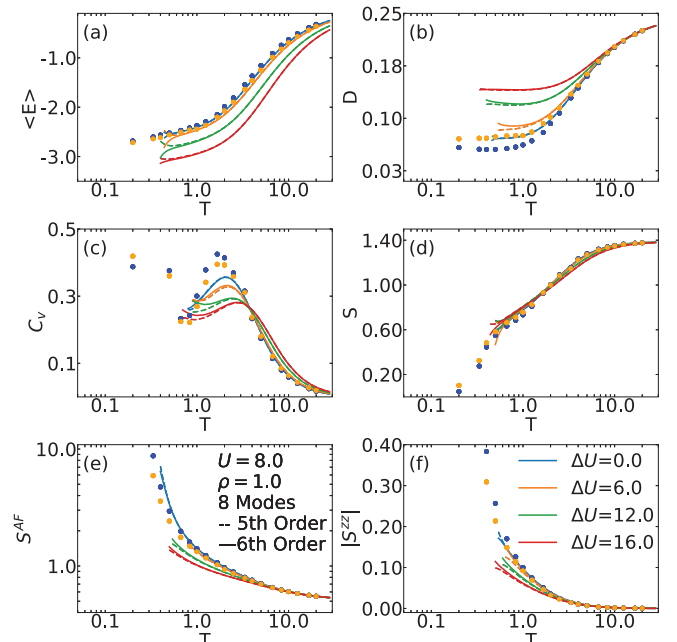 (a)
<E>
-1.0
-2.0
-3.0
0.1 1.0 10.0
T
(b)
D
0.25
0.18
0.10
0.03
0.1 1.0 10.0
T
(c)
Cᵥ
0.5
0.3
0.1
0.1 1.0 10.0
T
(d)
S
1.40
1.00
0.60
0.20
0.1 1.0 10.0
T
(e)
S^{AF}
10.0
1.0
U = 8.0
ρ = 1.0
8 Modes
-- 5th Order
— 6th Order
0.1 1.0 10.0
T
(f)
|S^{zz}|
0.40
0.30
0.20
0.10
0.00
ΔU=0.0
ΔU=6.0
ΔU=12.0
ΔU=16.0
0.1 1.0 10.0
T